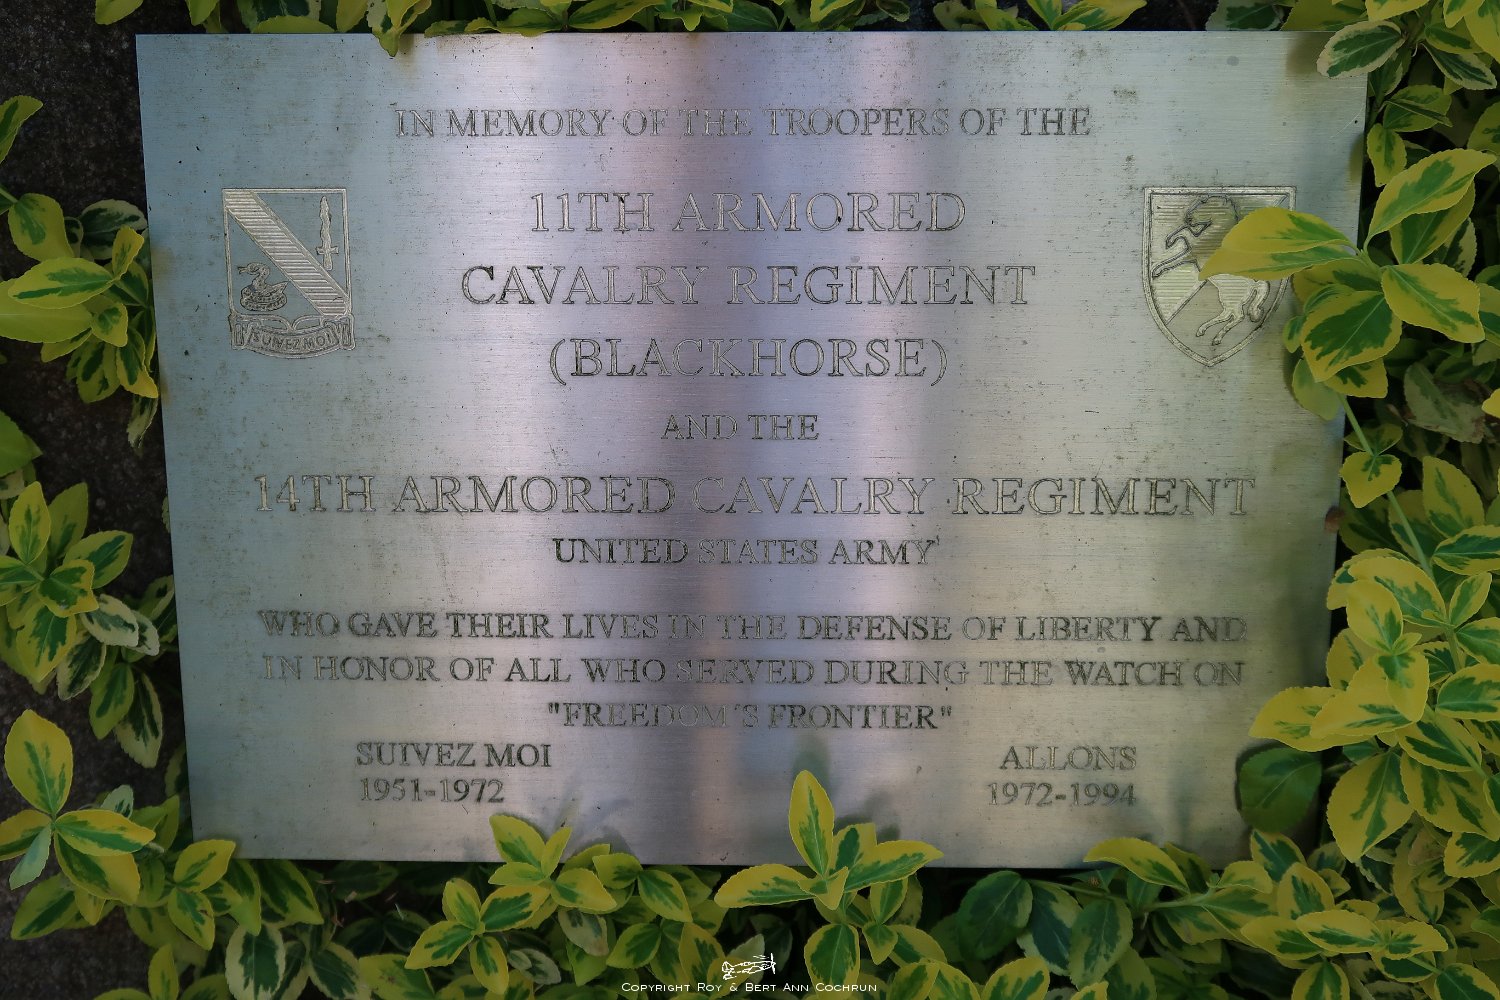 IN MEMORY OF THE TROOPERS OF THE
11TH ARMORED
CAVALRY REGIMENT
(BLACKHORSE)
SUIVEZ MOI
AND THE
14TH ARMORED CAVALRY REGIMENT
UNITED STATES ARMY
WHO GAVE THEIR LIVES IN THE DEFENSE OF LIBERTY AND
IN HONOR OF ALL WHO SERVED DURING THE WATCH ON
"FREEDOM'S FRONTIER"
SUIVEZ MOI
1951-1972
ALLONS
1972-1994
COPYRIGHT ROY & BERT ANN COCHRUN